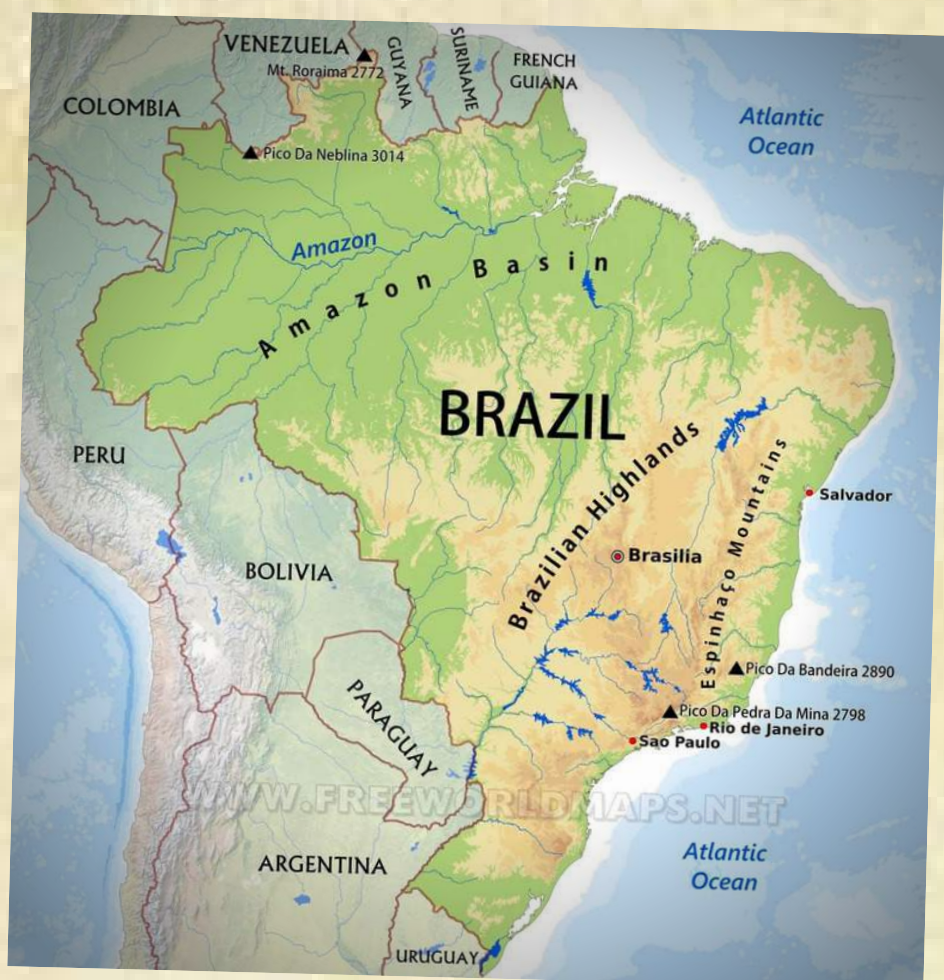 VENEZUELA
Mt. Roraima 2772
GUYANA
SURINAME
FRENCH
GUIANA
COLOMBIA
Atlantic
Ocean
Pico Da Neblina 3014
Amazon
Amazon Basin
BRAZIL
PERU
Brazilian Highlands
Espinhaço Mountains
Salvador
Brasilia
BOLIVIA
Pico Da Bandeira 2890
PARAGUAY
Pico Da Pedra Da Mina 2798
Rio de Janeiro
Sao Paulo
WWW.FREEWORLDMAPS.NET
ARGENTINA
Atlantic
Ocean
URUGUAY